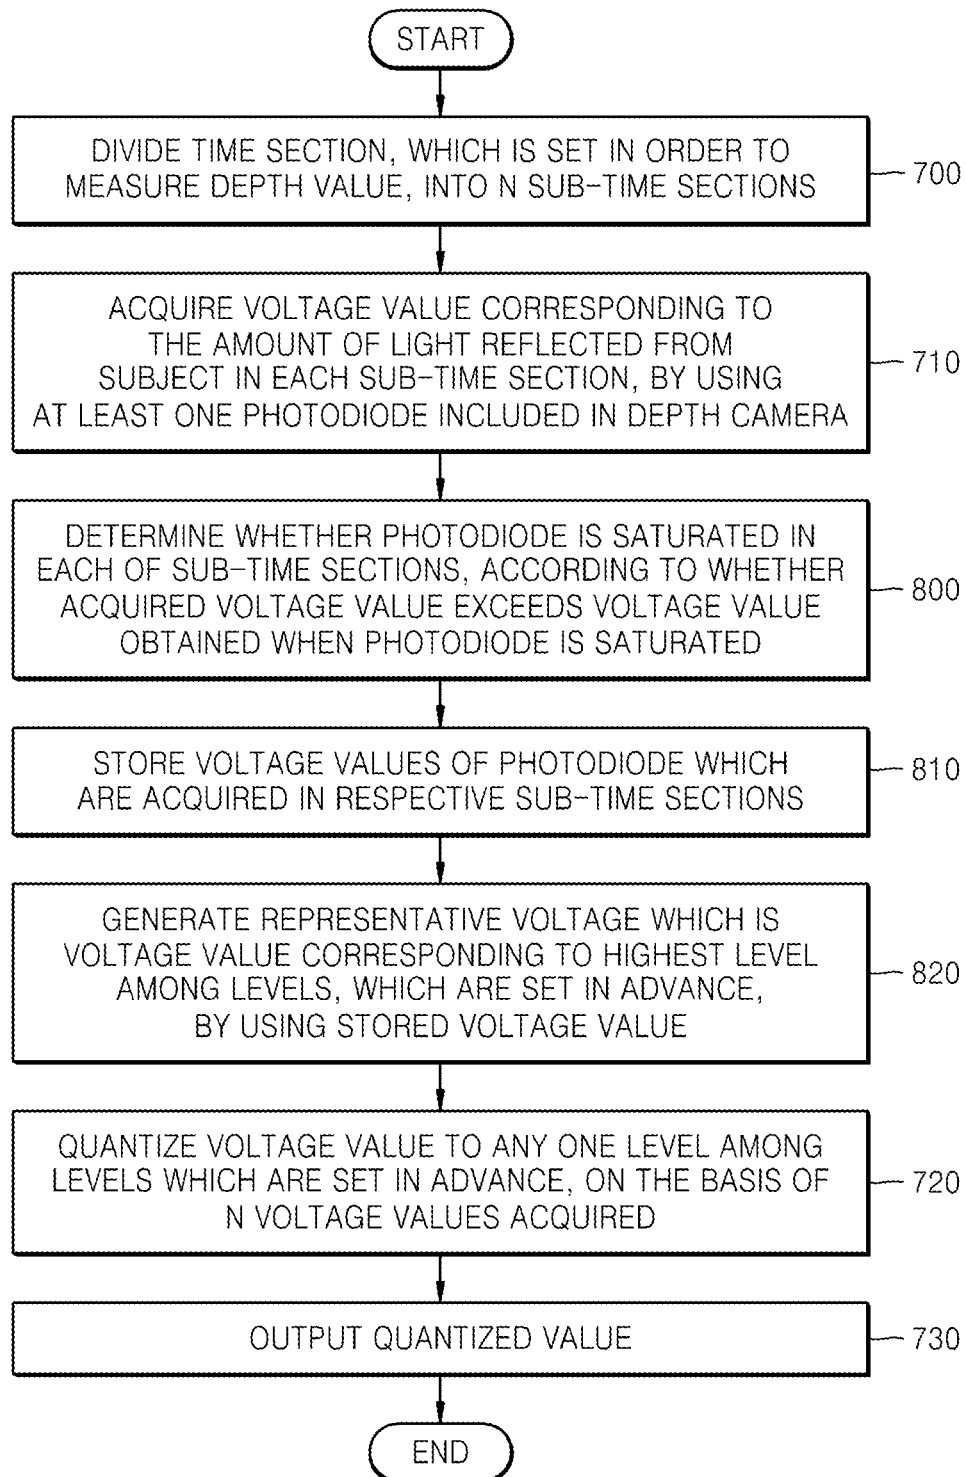 START
DIVIDE TIME SECTION, WHICH IS SET IN ORDER TO
MEASURE DEPTH VALUE, INTO N SUB-TIME SECTIONS
700
ACQUIRE VOLTAGE VALUE CORRESPONDING TO
THE AMOUNT OF LIGHT REFLECTED FROM
SUBJECT IN EACH SUB-TIME SECTION, BY USING
AT LEAST ONE PHOTODIODE INCLUDED IN DEPTH CAMERA
710
DETERMINE WHETHER PHOTODIODE IS SATURATED IN
EACH OF SUB-TIME SECTIONS, ACCORDING TO WHETHER
ACQUIRED VOLTAGE VALUE EXCEEDS VOLTAGE VALUE
OBTAINED WHEN PHOTODIODE IS SATURATED
800
STORE VOLTAGE VALUES OF PHOTODIODE WHICH
ARE ACQUIRED IN RESPECTIVE SUB-TIME SECTIONS
810
GENERATE REPRESENTATIVE VOLTAGE WHICH IS
VOLTAGE VALUE CORRESPONDING TO HIGHEST LEVEL
AMONG LEVELS, WHICH ARE SET IN ADVANCE,
BY USING STORED VOLTAGE VALUE
820
QUANTIZE VOLTAGE VALUE TO ANY ONE LEVEL AMONG
LEVELS WHICH ARE SET IN ADVANCE, ON THE BASIS OF
N VOLTAGE VALUES ACQUIRED
720
OUTPUT QUANTIZED VALUE
730
END